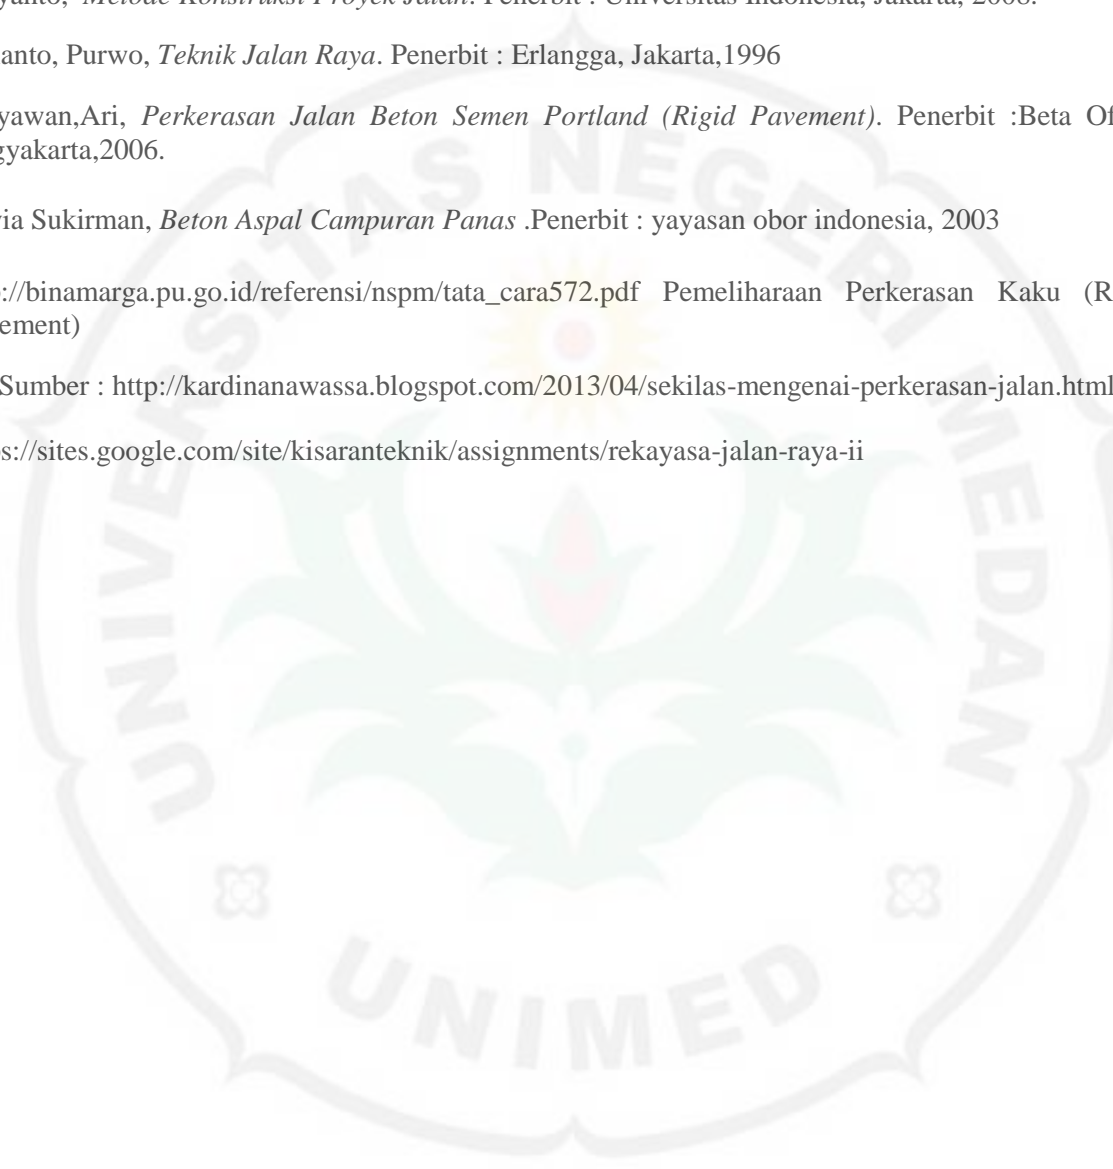 yanto, Metode Konstruksi Proyek Jalan. Penerbit : Universitas Indonesia, Jakarta, 2008.
anto, Purwo, Teknik Jalan Raya. Penerbit : Erlangga, Jakarta,1996
yawan,Ari, Perkerasan Jalan Beton Semen Portland (Rigid Pavement). Penerbit :Beta Of
gyakarta,2006.
via Sukirman, Beton Aspal Campuran Panas .Penerbit : yayasan obor indonesia, 2003
://binamarga.pu.go.id/referensi/nspm/tata_cara572.pdf Pemeliharaan Perkerasan Kaku (R
ement)
Sumber : http://kardinanawassa.blogspot.com/2013/04/sekilas-mengenai-perkerasan-jalan.html
s://sites.google.com/site/kisaranteknik/assignments/rekayasa-jalan-raya-ii
UNIVERSITAS NEGERI MEDAN
UNIMED